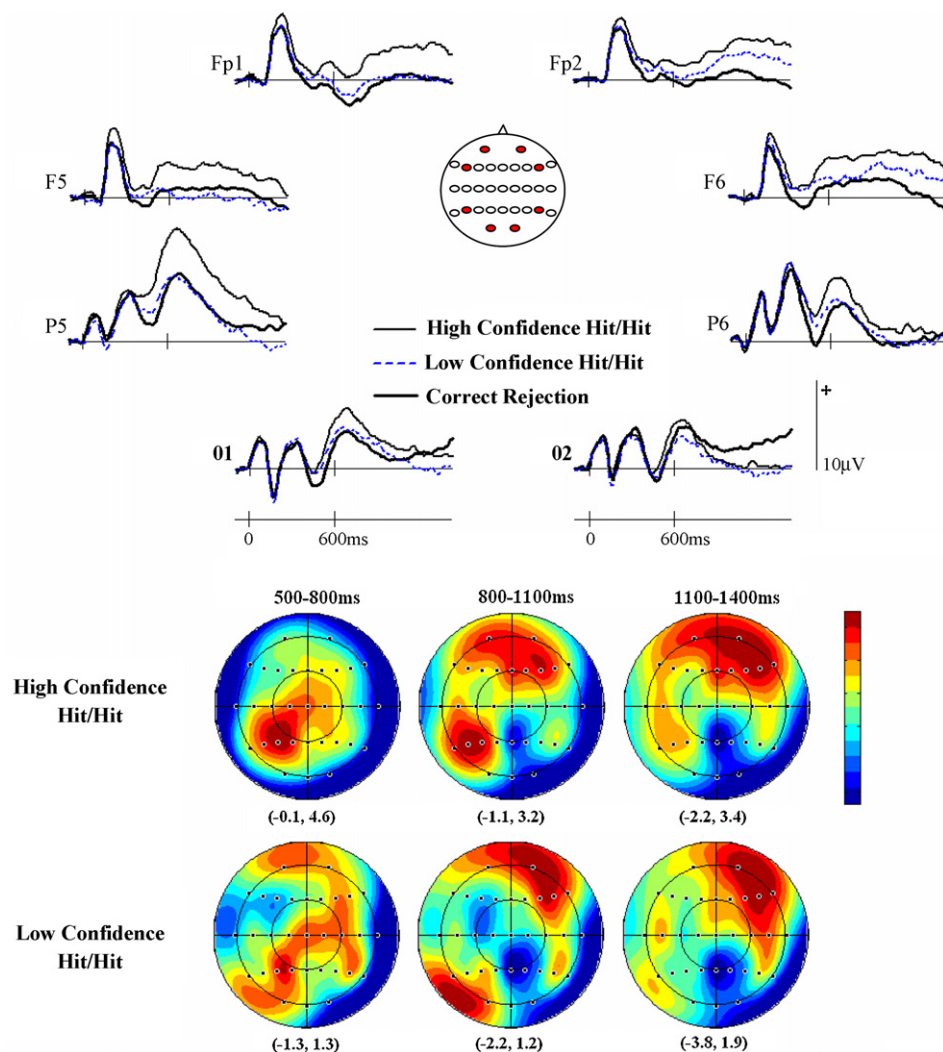 Fp1
Fp2
F5
F6
P5
P6
High Confidence Hit/Hit
Low Confidence Hit/Hit
Correct Rejection
+
10µV
01
02
0
600ms
0
600ms
500-800ms
800-1100ms
1100-1400ms
High Confidence
Hit/Hit
(-0.1, 4.6)
(-1.1, 3.2)
(-2.2, 3.4)
Low Confidence
Hit/Hit
(-1.3, 1.3)
(-2.2, 1.2)
(-3.8, 1.9)